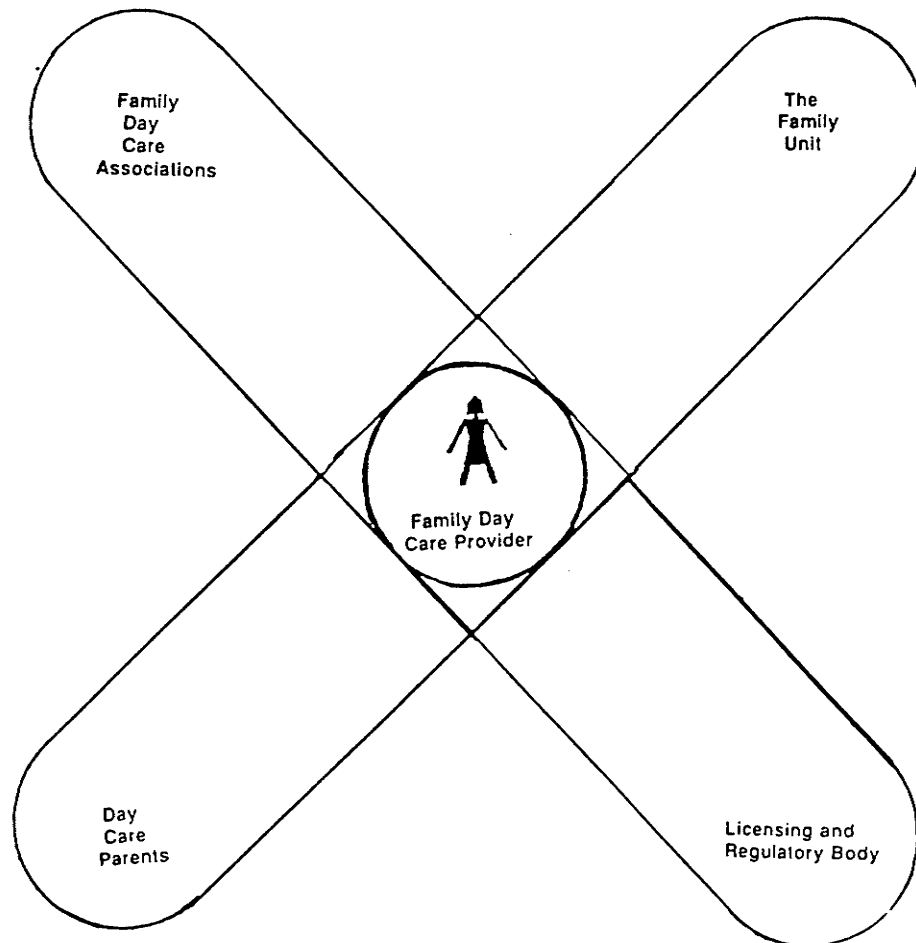 Family
Day
Care
Associations
The
Family
Unit
Family Day
Care Provider
Day
Care
Parents
Licensing and
Regulatory Body